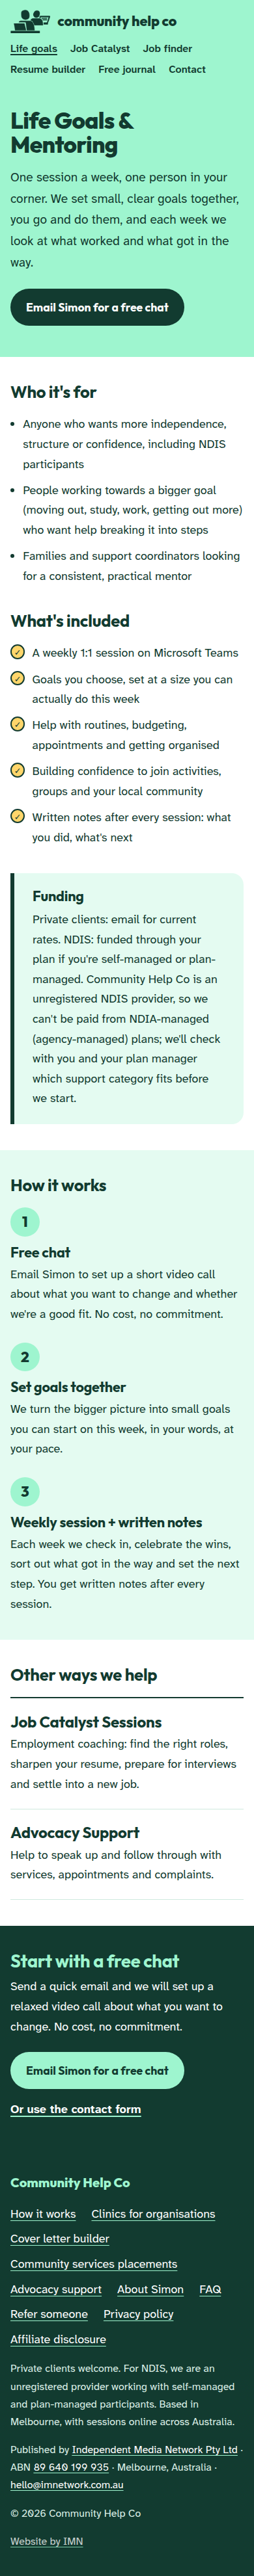 community help co
Life goals Job Catalyst Job finder
Resume builder Free journal Contact
Life Goals &
Mentoring
One session a week, one person in your
corner. We set small, clear goals together,
you go and do them, and each week we
look at what worked and what got in the
way.
Email Simon for a free chat
Who it's for
• Anyone who wants more independence,
structure or confidence, including NDIS
participants
• People working towards a bigger goal
(moving out, study, work, getting out more)
who want help breaking it into steps
• Families and support coordinators looking
for a consistent, practical mentor
What's included
✓ A weekly 1:1 session on Microsoft Teams
✓ Goals you choose, set at a size you can
actually do this week
✓ Help with routines, budgeting,
appointments and getting organised
✓ Building confidence to join activities,
groups and your local community
✓ Written notes after every session: what
you did, what's next
Funding
Private clients: email for current
rates. NDIS: funded through your
plan if you're self-managed or plan-
managed. Community Help Co is an
unregistered NDIS provider, so we
can't be paid from NDIA-managed
(agency-managed) plans; we'll check
with you and your plan manager
which support category fits before
we start.
How it works
1
Free chat
Email Simon to set up a short video call
about what you want to change and whether
we're a good fit. No cost, no commitment.
2
Set goals together
We turn the bigger picture into small goals
you can start on this week, in your words, at
your pace.
3
Weekly session + written notes
Each week we check in, celebrate the wins,
sort out what got in the way and set the next
step. You get written notes after every
session.
Other ways we help
Job Catalyst Sessions
Employment coaching: find the right roles,
sharpen your resume, prepare for interviews
and settle into a new job.
Advocacy Support
Help to speak up and follow through with
services, appointments and complaints.
Start with a free chat
Send a quick email and we will set up a
relaxed video call about what you want to
change. No cost, no commitment.
Email Simon for a free chat
Or use the contact form
Community Help Co
How it works Clinics for organisations
Cover letter builder
Community services placements
Advocacy support About Simon FAQ
Refer someone Privacy policy
Affiliate disclosure
Private clients welcome. For NDIS, we are an
unregistered provider working with self-managed
and plan-managed participants. Based in
Melbourne, with sessions online across Australia.
Published by Independent Media Network Pty Ltd ·
ABN 89 640 199 935 · Melbourne, Australia ·
hello@imnetwork.com.au
© 2026 Community Help Co
Website by IMN